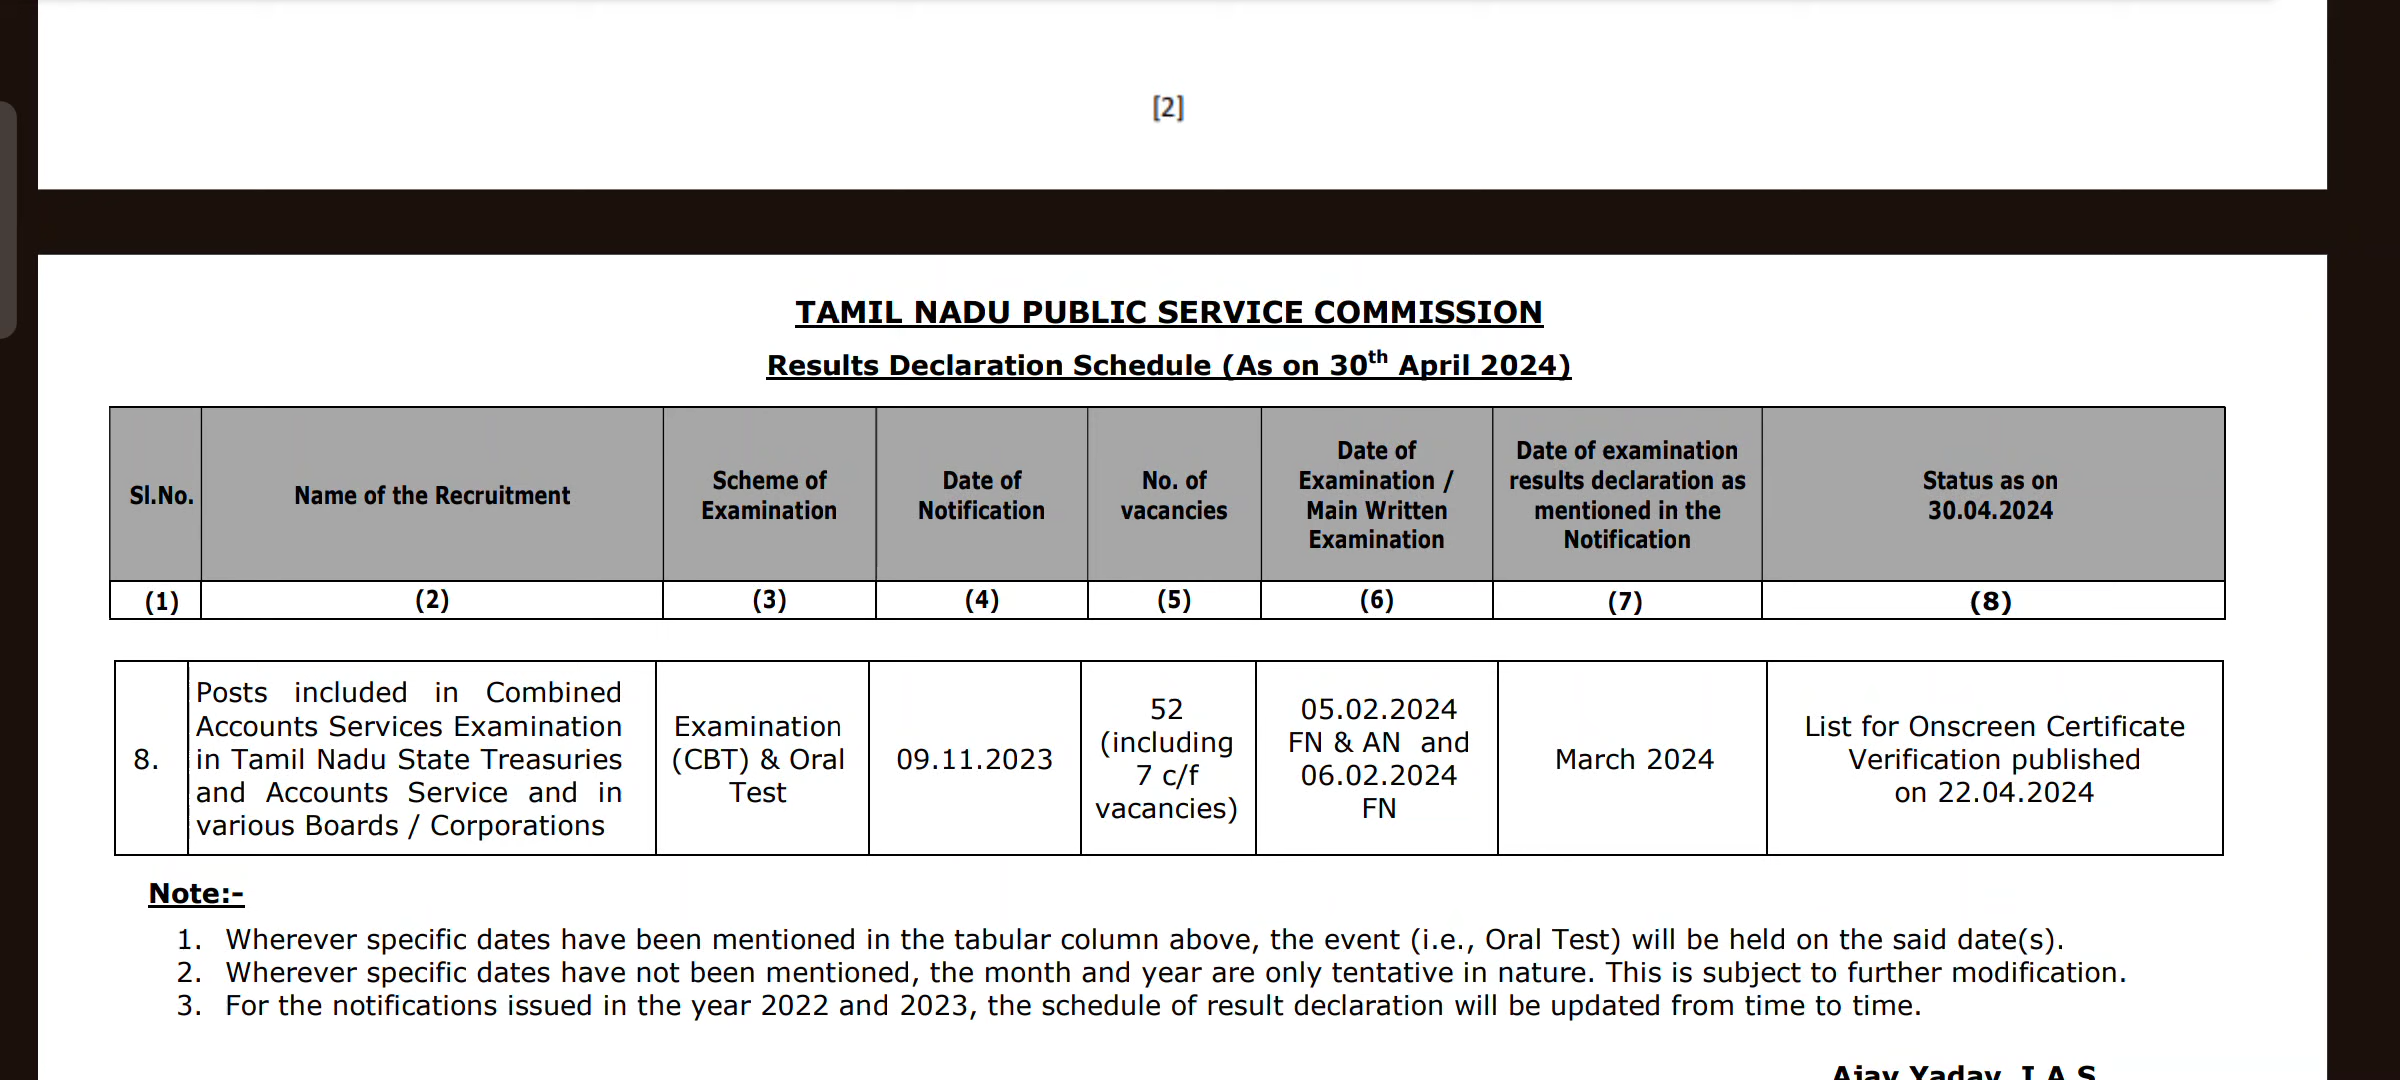 [2]
TAMIL NADU PUBLIC SERVICE COMMISSION
Results Declaration Schedule (As on 30th April 2024)
Sl.No.
Name of the Recruitment
Scheme of
Examination
Date of
Notification
No. of
vacancies
Date of
Examination /
Main Written
Examination
Date of examination
results declaration as
mentioned in the
Notification
Status as on
30.04.2024
(1)
(2)
(3)
(4)
(5)
(6)
(7)
(8)
8.
Posts included in Combined
Accounts Services Examination
in Tamil Nadu State Treasuries
and Accounts Service and in
various Boards / Corporations
Examination
(CBT) & Oral
Test
09.11.2023
52
(including
7 c/f
vacancies)
05.02.2024
FN & AN and
06.02.2024
FN
March 2024
List for Onscreen Certificate
Verification published
on 22.04.2024
Note:-
1. Wherever specific dates have been mentioned in the tabular column above, the event (i.e., Oral Test) will be held on the said date(s).
2. Wherever specific dates have not been mentioned, the month and year are only tentative in nature. This is subject to further modification.
3. For the notifications issued in the year 2022 and 2023, the schedule of result declaration will be updated from time to time.
Ajay Yadav, I.A.S